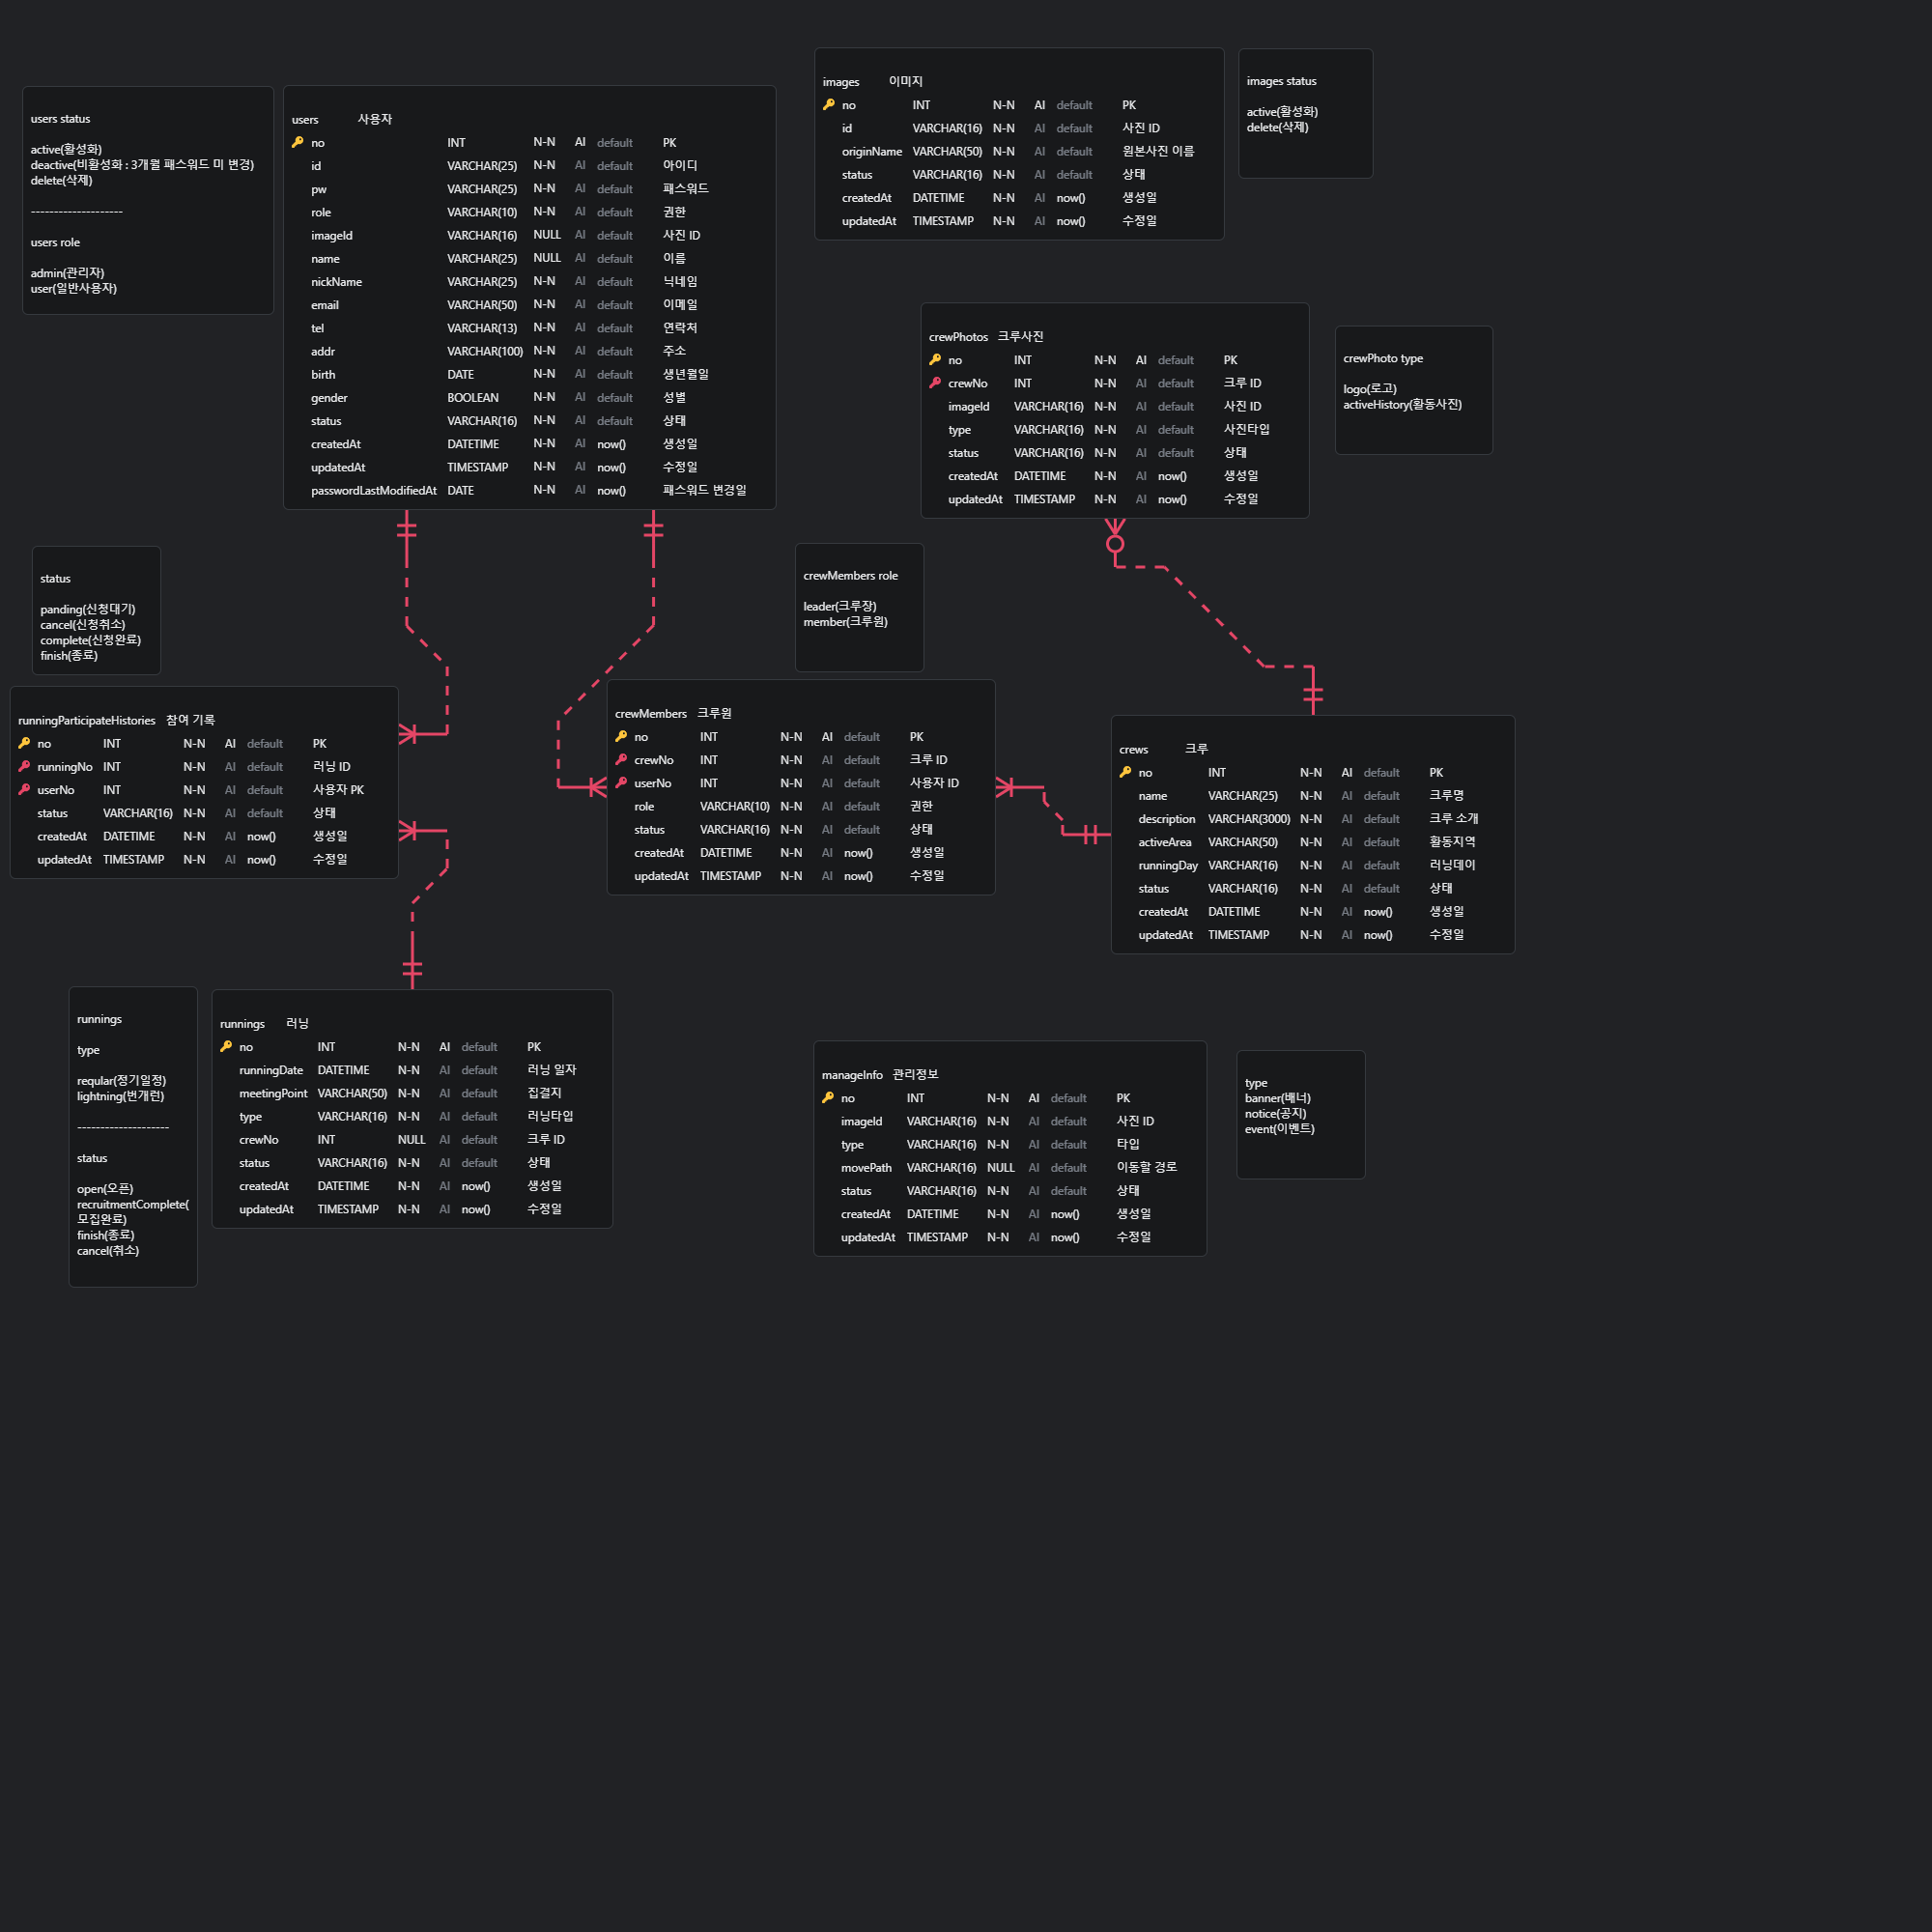 users status
active(활성화)
deactive(비활성화 : 3개월 패스워드 미 변경)
delete(삭제)
--------------------
users role
admin(관리자)
user(일반사용자)
users 사용자
no INT N-N AI default PK
id VARCHAR(25) N-N AI default 아이디
pw VARCHAR(25) N-N AI default 패스워드
role VARCHAR(10) N-N AI default 권한
imageId VARCHAR(16) NULL AI default 사진 ID
name VARCHAR(25) NULL AI default 이름
nickName VARCHAR(25) N-N AI default 닉네임
email VARCHAR(50) N-N AI default 이메일
tel VARCHAR(13) N-N AI default 연락처
addr VARCHAR(100) N-N AI default 주소
birth DATE N-N AI default 생년월일
gender BOOLEAN N-N AI default 성별
status VARCHAR(16) N-N AI default 상태
createdAt DATETIME N-N AI now() 생성일
updatedAt TIMESTAMP N-N AI now() 수정일
passwordLastModifiedAt DATE N-N AI now() 패스워드 변경일
images 이미지
no INT N-N AI default PK
id VARCHAR(16) N-N AI default 사진 ID
originName VARCHAR(50) N-N AI default 원본사진 이름
status VARCHAR(16) N-N AI default 상태
createdAt DATETIME N-N AI now() 생성일
updatedAt TIMESTAMP N-N AI now() 수정일
images status
active(활성화)
delete(삭제)
crewPhotos 크루사진
no INT N-N AI default PK
crewNo INT N-N AI default 크루 ID
imageId VARCHAR(16) N-N AI default 사진 ID
type VARCHAR(16) N-N AI default 사진타입
status VARCHAR(16) N-N AI default 상태
createdAt DATETIME N-N AI now() 생성일
updatedAt TIMESTAMP N-N AI now() 수정일
crewPhoto type
logo(로고)
activeHistory(활동사진)
status
panding(신청대기)
cancel(신청취소)
complete(신청완료)
finish(종료)
crewMembers role
leader(크루장)
member(크루원)
runningParticipateHistories 참여 기록
no INT N-N AI default PK
runningNo INT N-N AI default 러닝 ID
userNo INT N-N AI default 사용자 PK
status VARCHAR(16) N-N AI default 상태
createdAt DATETIME N-N AI now() 생성일
updatedAt TIMESTAMP N-N AI now() 수정일
crewMembers 크루원
no INT N-N AI default PK
crewNo INT N-N AI default 크루 ID
userNo INT N-N AI default 사용자 ID
role VARCHAR(10) N-N AI default 권한
status VARCHAR(16) N-N AI default 상태
createdAt DATETIME N-N AI now() 생성일
updatedAt TIMESTAMP N-N AI now() 수정일
crews 크루
no INT N-N AI default PK
name VARCHAR(25) N-N AI default 크루명
description VARCHAR(3000) N-N AI default 크루 소개
activeArea VARCHAR(50) N-N AI default 활동지역
runningDay VARCHAR(16) N-N AI default 러닝데이
status VARCHAR(16) N-N AI default 상태
createdAt DATETIME N-N AI now() 생성일
updatedAt TIMESTAMP N-N AI now() 수정일
runnings
type
reqular(정기일정)
lightning(번개런)
--------------------
status
open(오픈)
recruitmentComplete(
모집완료)
finish(종료)
cancel(취소)
runnings 러닝
no INT N-N AI default PK
runningDate DATETIME N-N AI default 러닝 일자
meetingPoint VARCHAR(50) N-N AI default 집결지
type VARCHAR(16) N-N AI default 러닝타입
crewNo INT NULL AI default 크루 ID
status VARCHAR(16) N-N AI default 상태
createdAt DATETIME N-N AI now() 생성일
updatedAt TIMESTAMP N-N AI now() 수정일
manageInfo 관리정보
no INT N-N AI default PK
imageId VARCHAR(16) N-N AI default 사진 ID
type VARCHAR(16) N-N AI default 타입
movePath VARCHAR(16) NULL AI default 이동할 경로
status VARCHAR(16) N-N AI default 상태
createdAt DATETIME N-N AI now() 생성일
updatedAt TIMESTAMP N-N AI now() 수정일
type
banner(배너)
notice(공지)
event(이벤트)